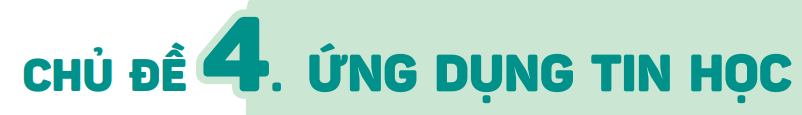 CHỦ ĐỀ 4. ỨNG DỤNG TIN HỌC